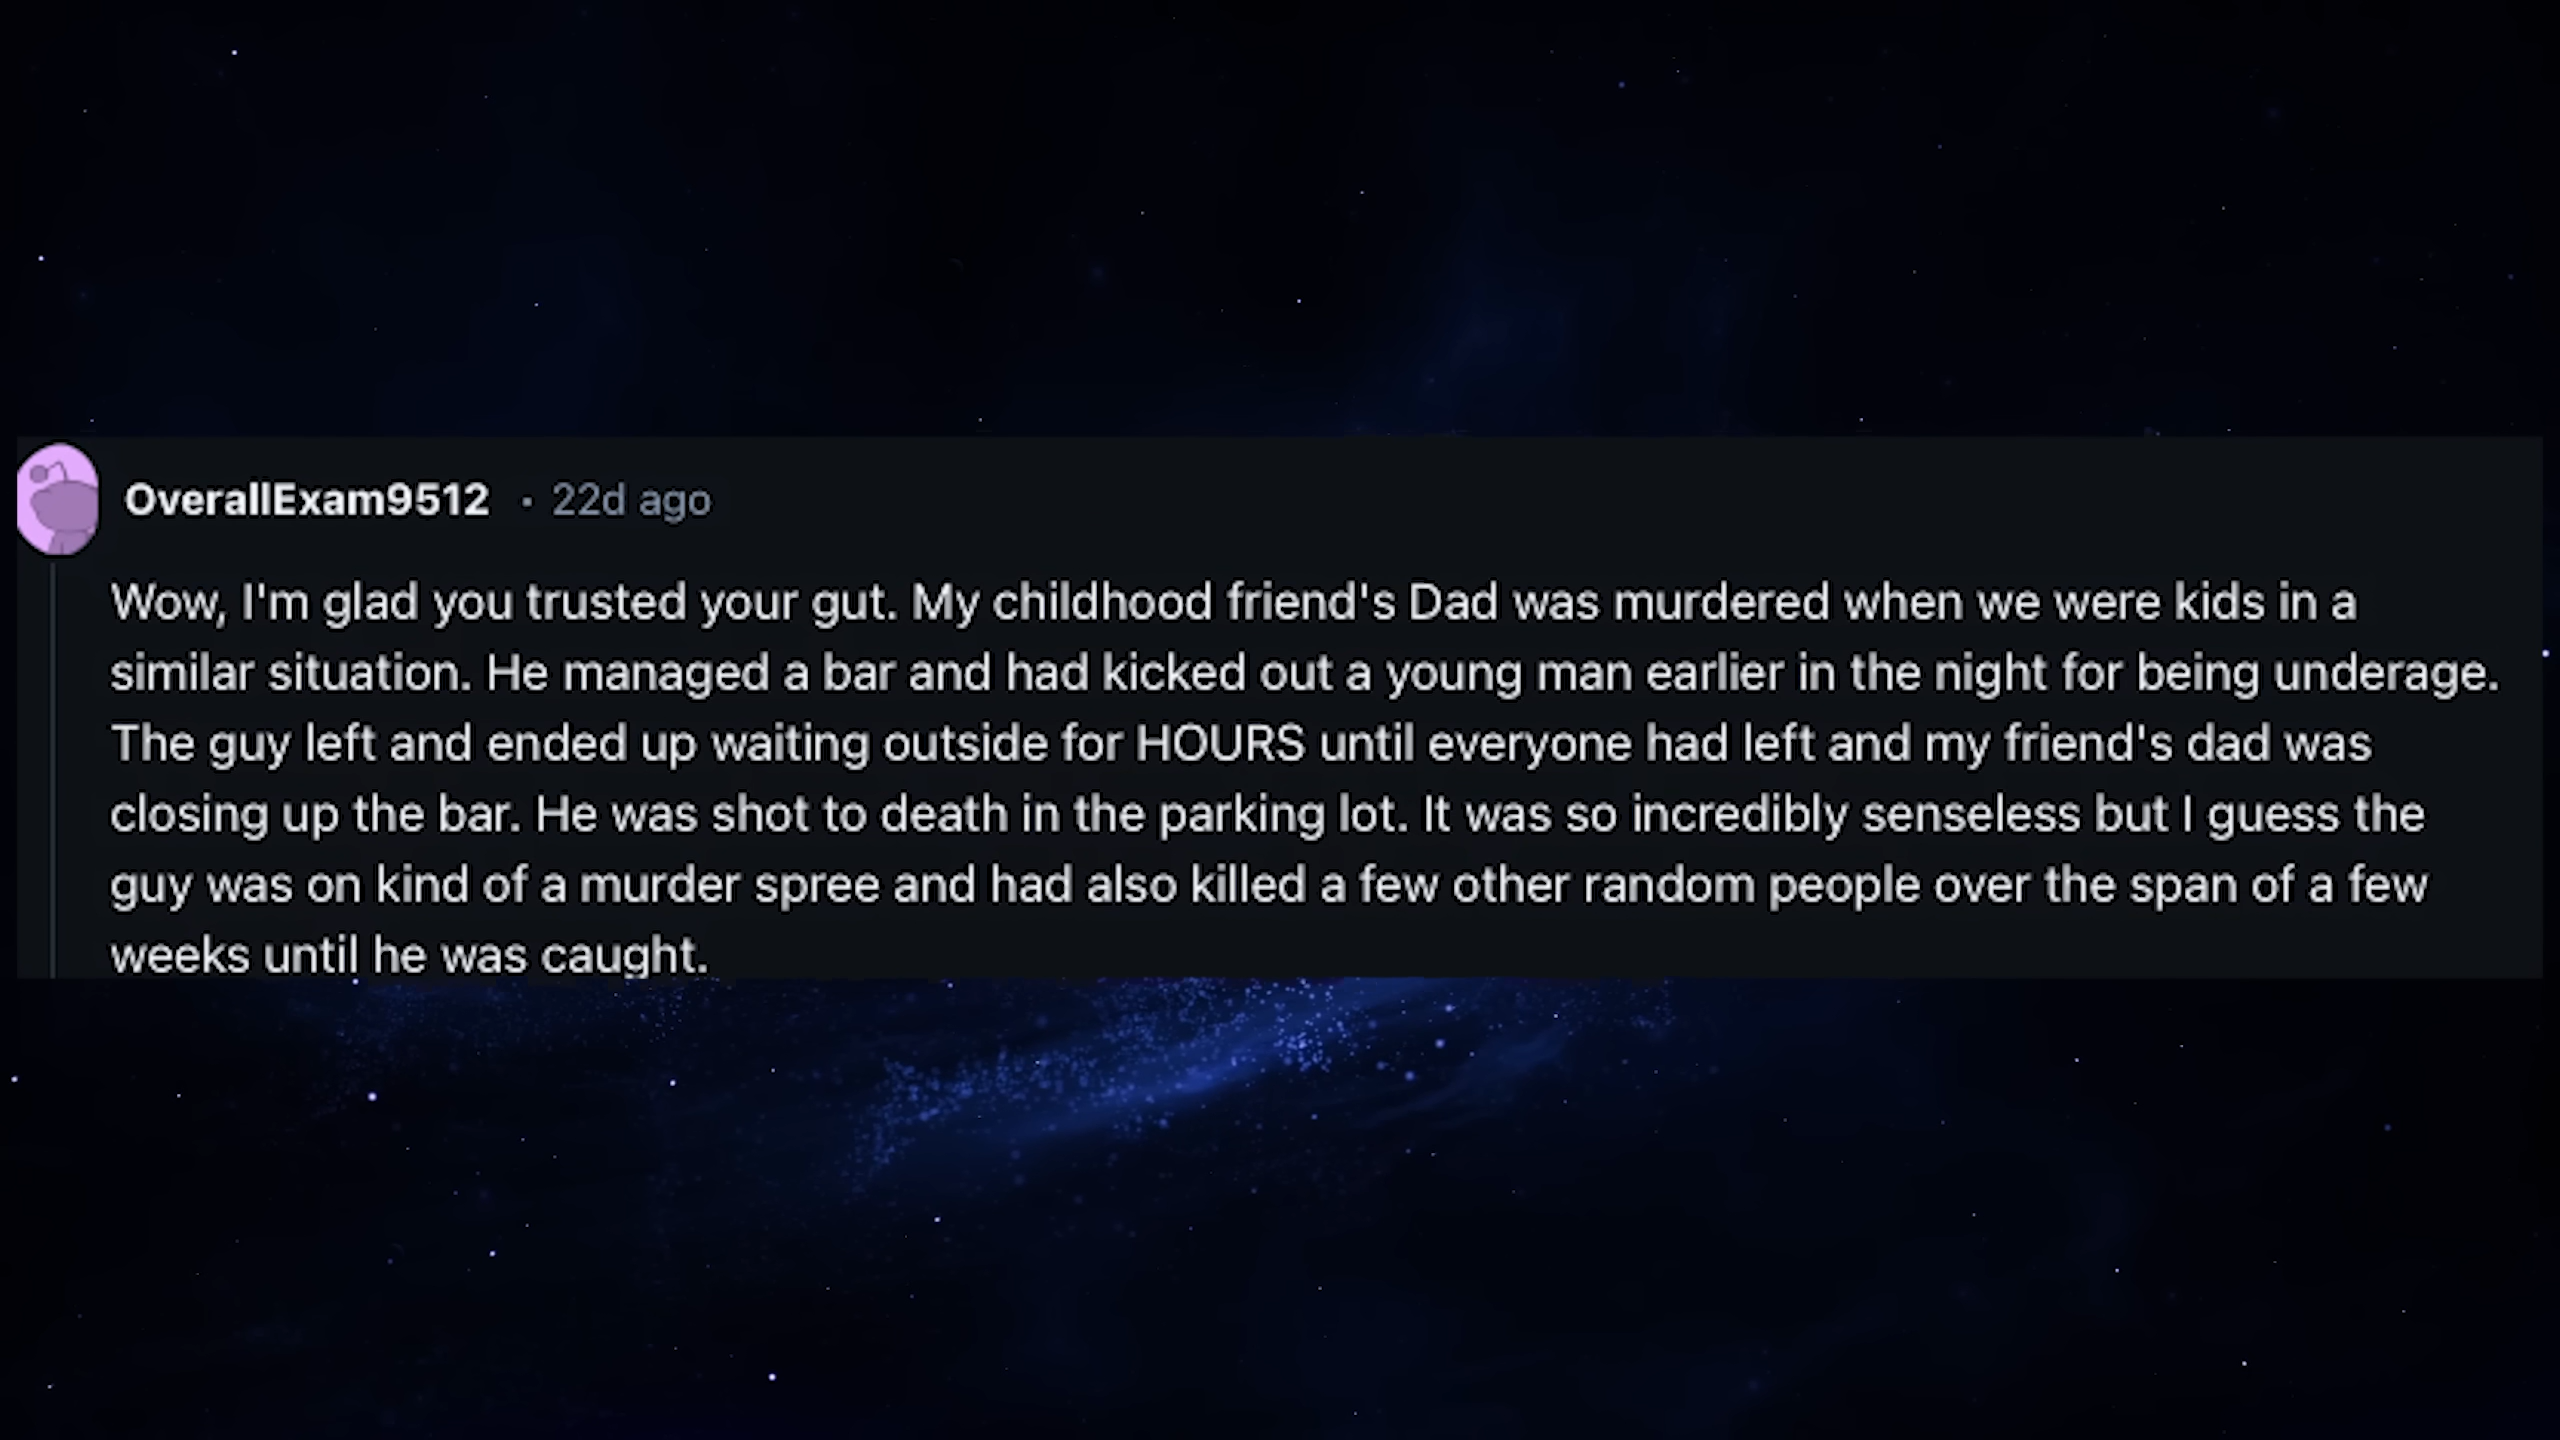 OverallExam9512 · 22d ago
Wow, I'm glad you trusted your gut. My childhood friend's Dad was murdered when we were kids in a
similar situation. He managed a bar and had kicked out a young man earlier in the night for being underage.
The guy left and ended up waiting outside for HOURS until everyone had left and my friend's dad was
closing up the bar. He was shot to death in the parking lot. It was so incredibly senseless but I guess the
guy was on kind of a murder spree and had also killed a few other random people over the span of a few
weeks until he was caught.